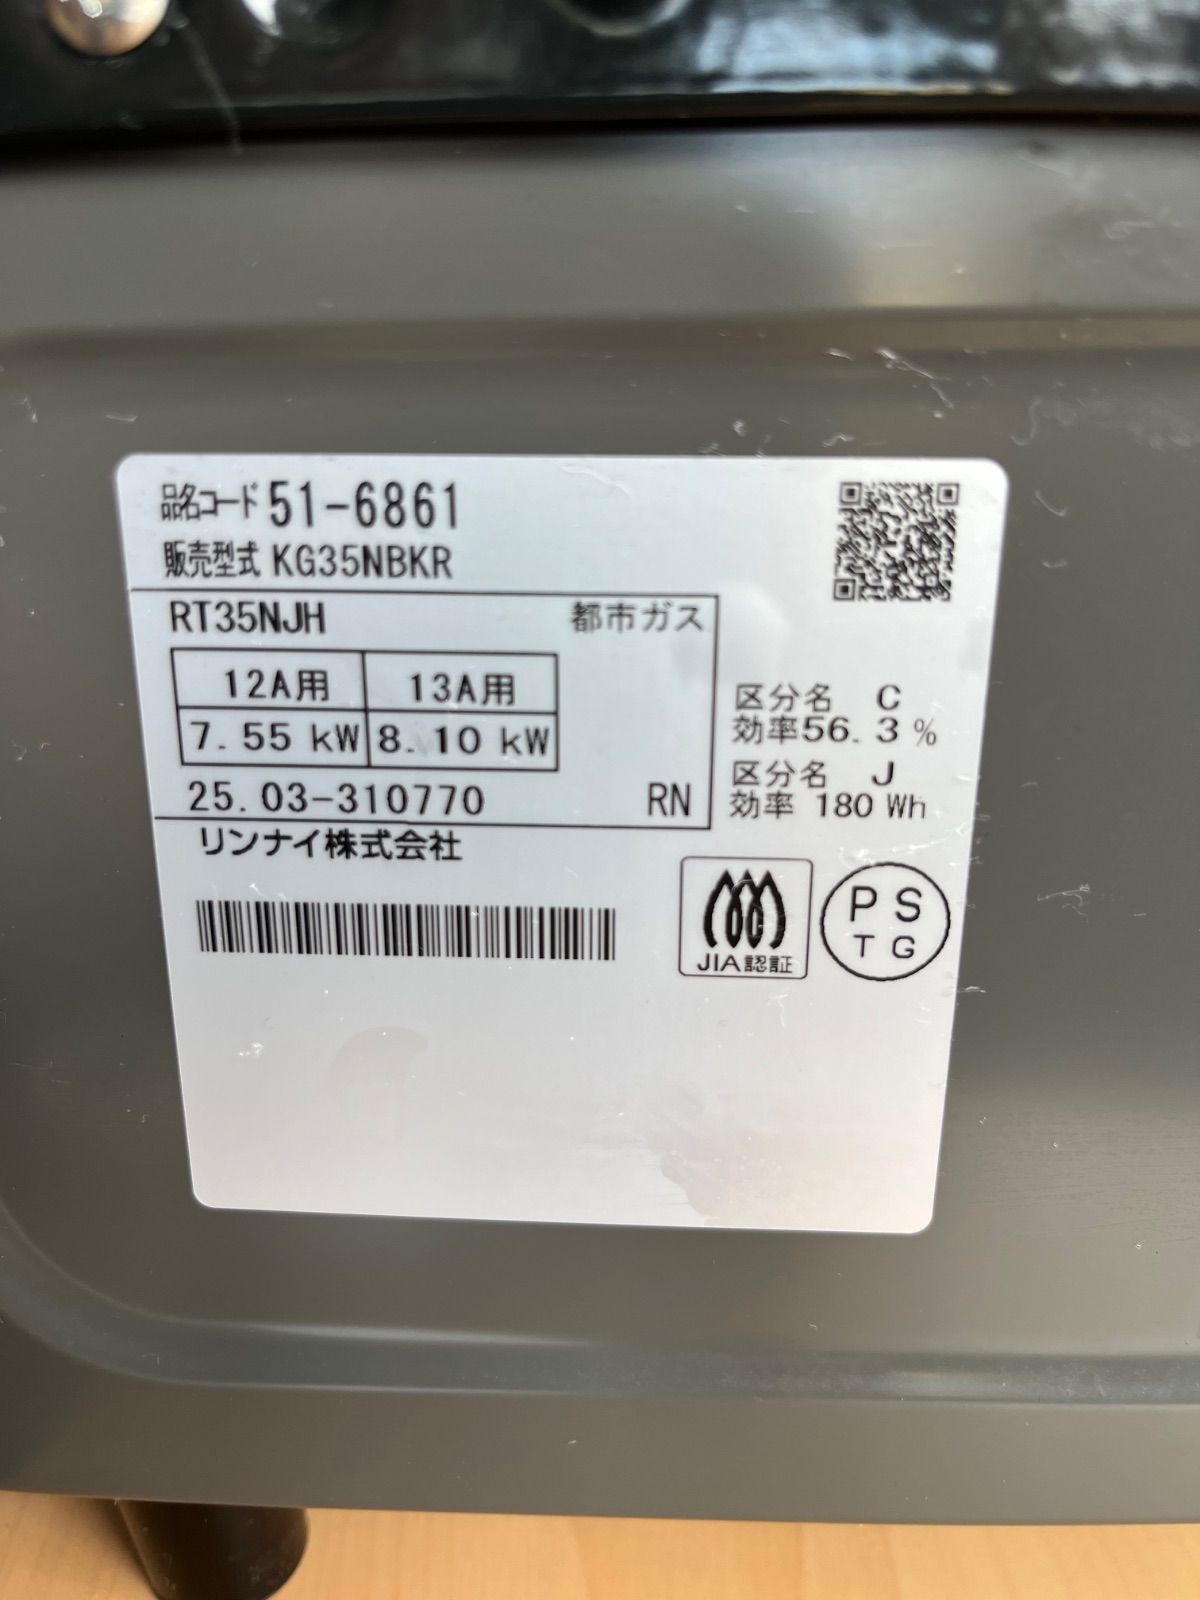 品名コード 51-6861
販売型式 KG35NBKR
RT35NJH 都市ガス
12A用 13A用
7.55 kW 8.10 kW
25.03-310770 RN
リンナイ株式会社
区分名 C
効率56.3%
区分名 J
効率 180 Wh
JIA認証
PS
TG